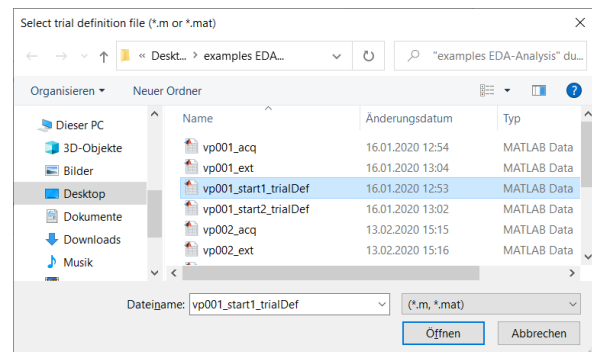 Select trial definition file (*.m or *.mat)
« Deskt... › examples EDA...
"examples EDA-Analysis" du...
Organisieren
Neuer Ordner
Name Änderungsdatum Typ
Dieser PC
3D-Objekte
Bilder
Desktop
Dokumente
Downloads
Musik
vp001_acq 16.01.2020 12:54 MATLAB Data
vp001_ext 16.01.2020 13:04 MATLAB Data
vp001_start1_trialDef 16.01.2020 12:53 MATLAB Data
vp001_start2_trialDef 16.01.2020 13:02 MATLAB Data
vp002_acq 13.02.2020 15:15 MATLAB Data
vp002_ext 13.02.2020 15:16 MATLAB Data
Dateiname: vp001_start1_trialDef (*.m, *.mat)
Öffnen Abbrechen